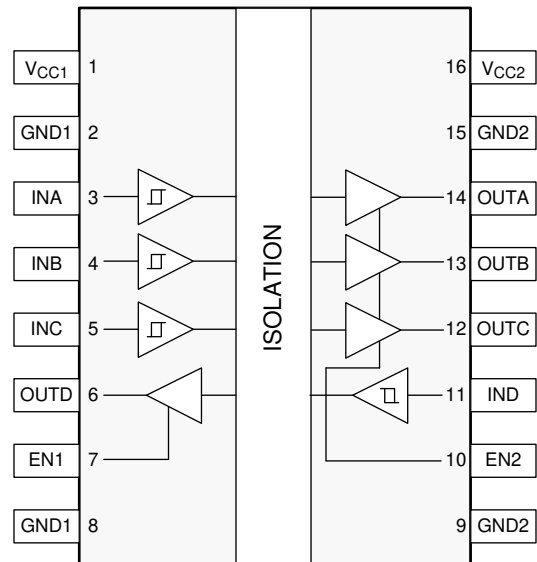 VCC1 1 16 VCC2
GND1 2 15 GND2
INA 3 14 OUTA
INB 4 13 OUTB
INC 5 12 OUTC
OUTD 6 11 IND
EN1 7 10 EN2
GND1 8 9 GND2
ISOLATION